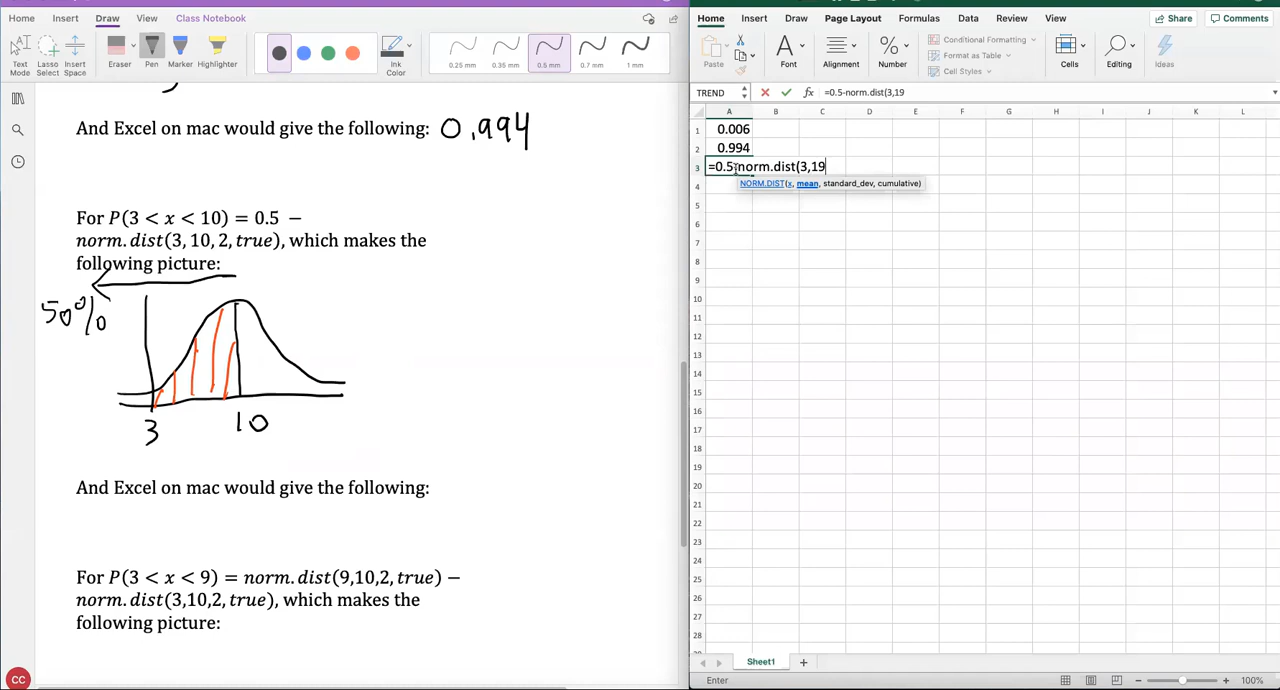 Home Insert Draw View Class Notebook
Text Mode Lasso Select Insert Space Eraser Pen Marker Highlighter Ink Color 0.25 mm 0.35 mm 0.5 mm 0.7 mm 1 mm
And Excel on mac would give the following: 0.994
For P(3 < x < 10) = 0.5 −
norm.dist(3, 10, 2, true), which makes the
following picture:
50%
3 10
And Excel on mac would give the following:
For P(3 < x < 9) = norm.dist(9,10,2, true) −
norm.dist(3,10,2, true), which makes the
following picture:
CC
Home Insert Draw Page Layout Formulas Data Review View Share Comments
Paste Font Alignment % Number Conditional Formatting Format as Table Cell Styles Cells Editing Ideas
TREND fx =0.5-norm.dist(3,19
A B C D E F G H I J K L
1 0.006
2 0.994
3 =0.5-norm.dist(3,19
NORM.DIST(x, mean, standard_dev, cumulative)
4
5
6
7
8
9
10
11
12
13
14
15
16
17
18
19
20
21
22
23
24
25
26
27
28
Sheet1
Enter 100%